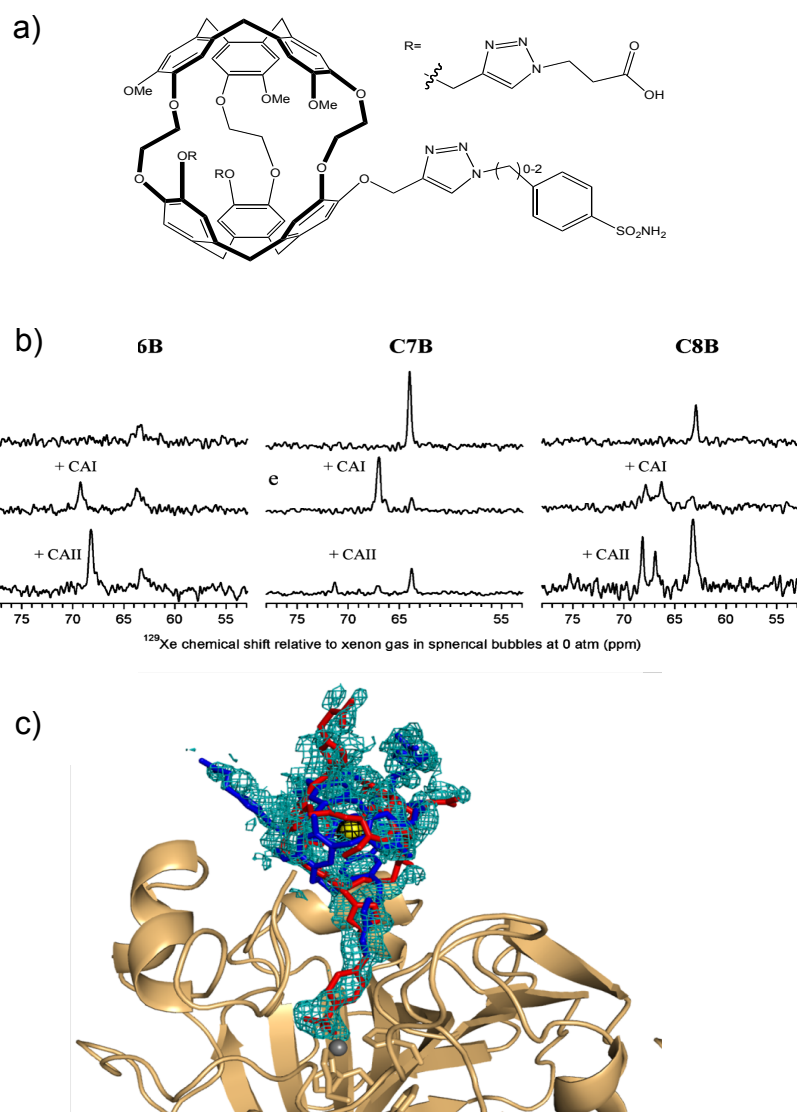 a)
R=
N
N
N
O
OH
OMe
OMe
OMe
O
O
O
OR
RO
O
O
O
O
N
N
N
0-2
SO2NH2
b)
6B
C7B
C8B
+ CAI
e
+ CAI
+ CAI
+ CAII
+ CAII
+ CAII
75 70 65 60 55
75 70 65 60 55
75 70 65 60 55
129Xe chemical shift relative to xenon gas in spherical bubbles at 0 atm (ppm)
c)